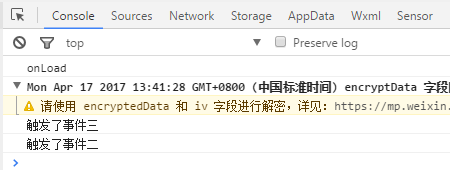 Console Sources Network Storage AppData Wxml Sensor
top Preserve log
onLoad
Mon Apr 17 2017 13:41:28 GMT+0800 (中国标准时间) encryptData 字段
请使用 encryptedData 和 iv 字段进行解密，详见：https://mp.weixin.
触发了事件三
触发了事件二